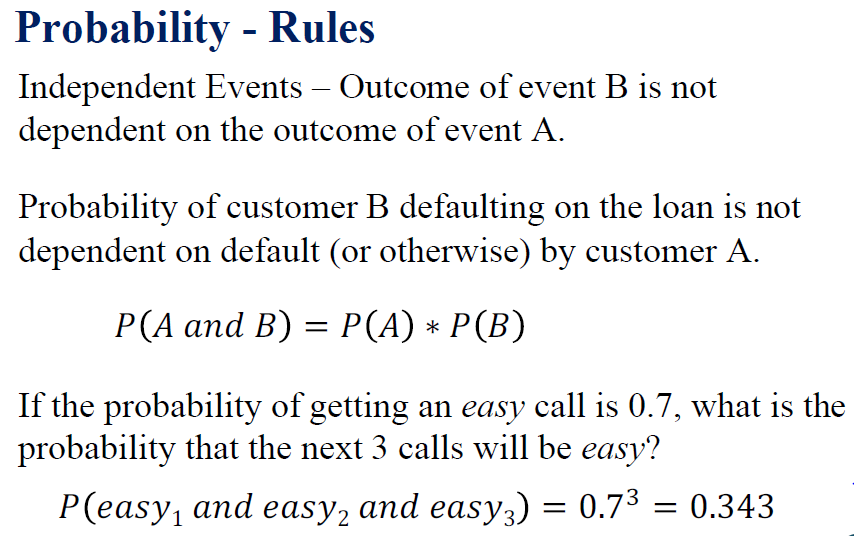 Probability - Rules
Independent Events – Outcome of event B is not
dependent on the outcome of event A.
Probability of customer B defaulting on the loan is not
dependent on default (or otherwise) by customer A.
P(A and B) = P(A) ∗ P(B)
If the probability of getting an easy call is 0.7, what is the
probability that the next 3 calls will be easy?
P(easy₁ and easy₂ and easy₃) = 0.7³ = 0.343